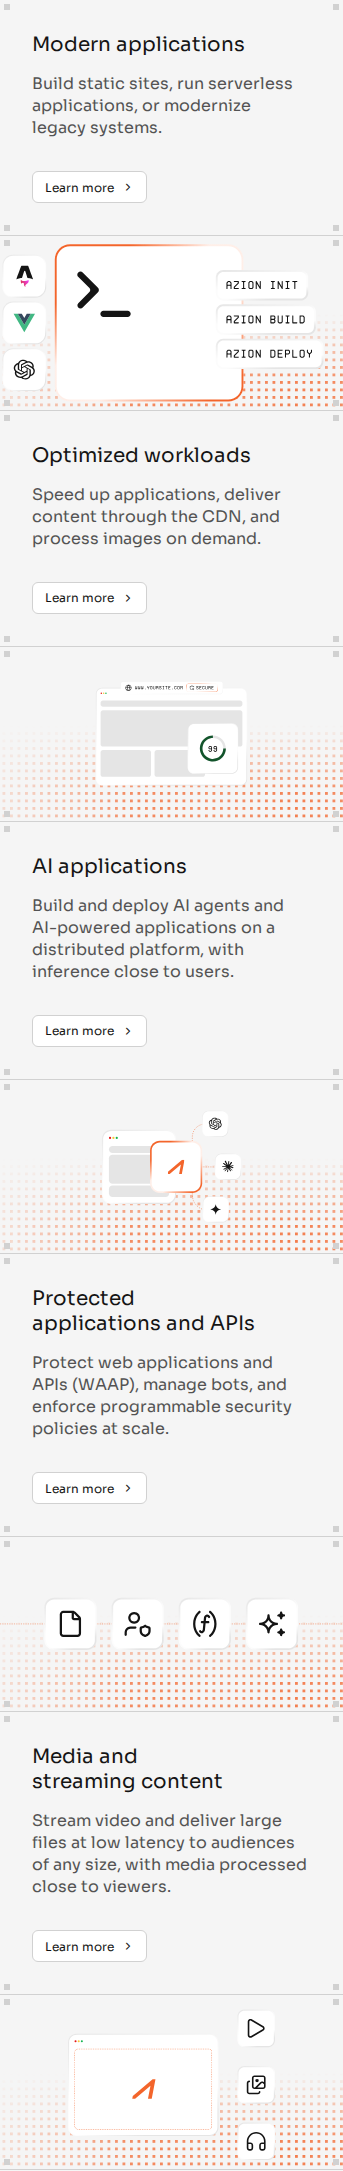 Modern applications
Build static sites, run serverless
applications, or modernize
legacy systems.
Learn more
AZION INIT
AZION BUILD
AZION DEPLOY
Optimized workloads
Speed up applications, deliver
content through the CDN, and
process images on demand.
Learn more
WWW.YOURSITE.COM
SECURE
99
AI applications
Build and deploy AI agents and
AI-powered applications on a
distributed platform, with
inference close to users.
Learn more
Protected
applications and APIs
Protect web applications and
APIs (WAAP), manage bots, and
enforce programmable security
policies at scale.
Learn more
Media and
streaming content
Stream video and deliver large
files at low latency to audiences
of any size, with media processed
close to viewers.
Learn more